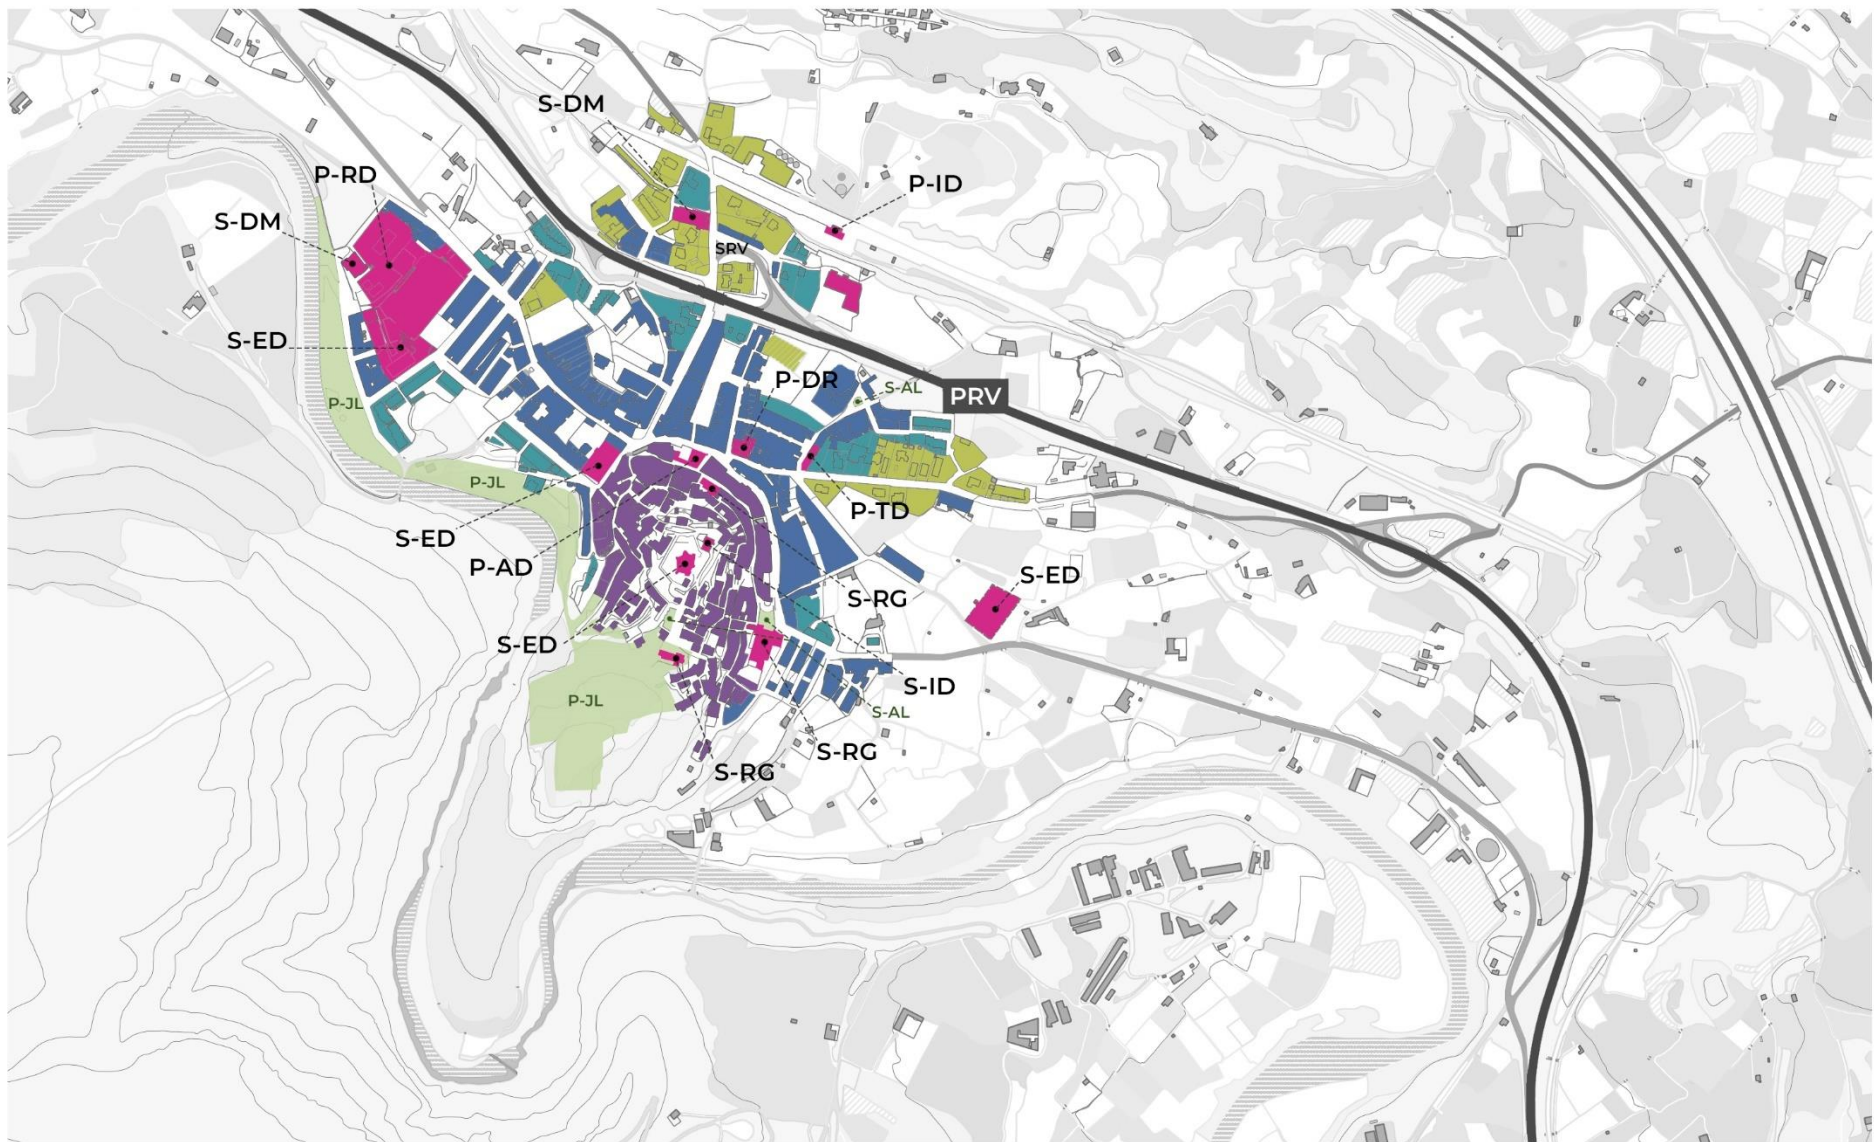 S-DM
P-RD
P-ID
S-DM
SRV
S-ED
P-DR
S-AL
PRV
P-JL
P-JL
P-TD
S-ED
P-AD
S-ED
S-RG
S-ED
S-ID
P-JL
S-AL
S-RG
S-RG